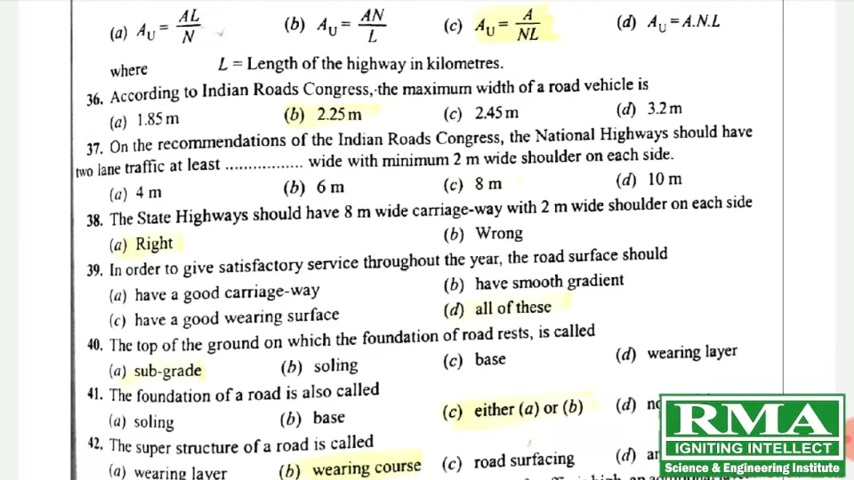 (a) A_U = AL/N (b) A_U = AN/L (c) A_U = A/NL (d) A_U = A.N.L
where L = Length of the highway in kilometres.
36. According to Indian Roads Congress, the maximum width of a road vehicle is
(a) 1.85 m (b) 2.25 m (c) 2.45 m (d) 3.2 m
37. On the recommendations of the Indian Roads Congress, the National Highways should have
two lane traffic at least ................ wide with minimum 2 m wide shoulder on each side.
(a) 4 m (b) 6 m (c) 8 m (d) 10 m
38. The State Highways should have 8 m wide carriage-way with 2 m wide shoulder on each side
(a) Right (b) Wrong
39. In order to give satisfactory service throughout the year, the road surface should
(a) have a good carriage-way (b) have smooth gradient
(c) have a good wearing surface (d) all of these
40. The top of the ground on which the foundation of road rests, is called
(a) sub-grade (b) soling (c) base (d) wearing layer
41. The foundation of a road is also called
(a) soling (b) base (c) either (a) or (b) (d)
42. The super structure of a road is called
(a) wearing layer (b) wearing course (c) road surfacing (d)
RMA
IGNITING INTELLECT
Science & Engineering Institute